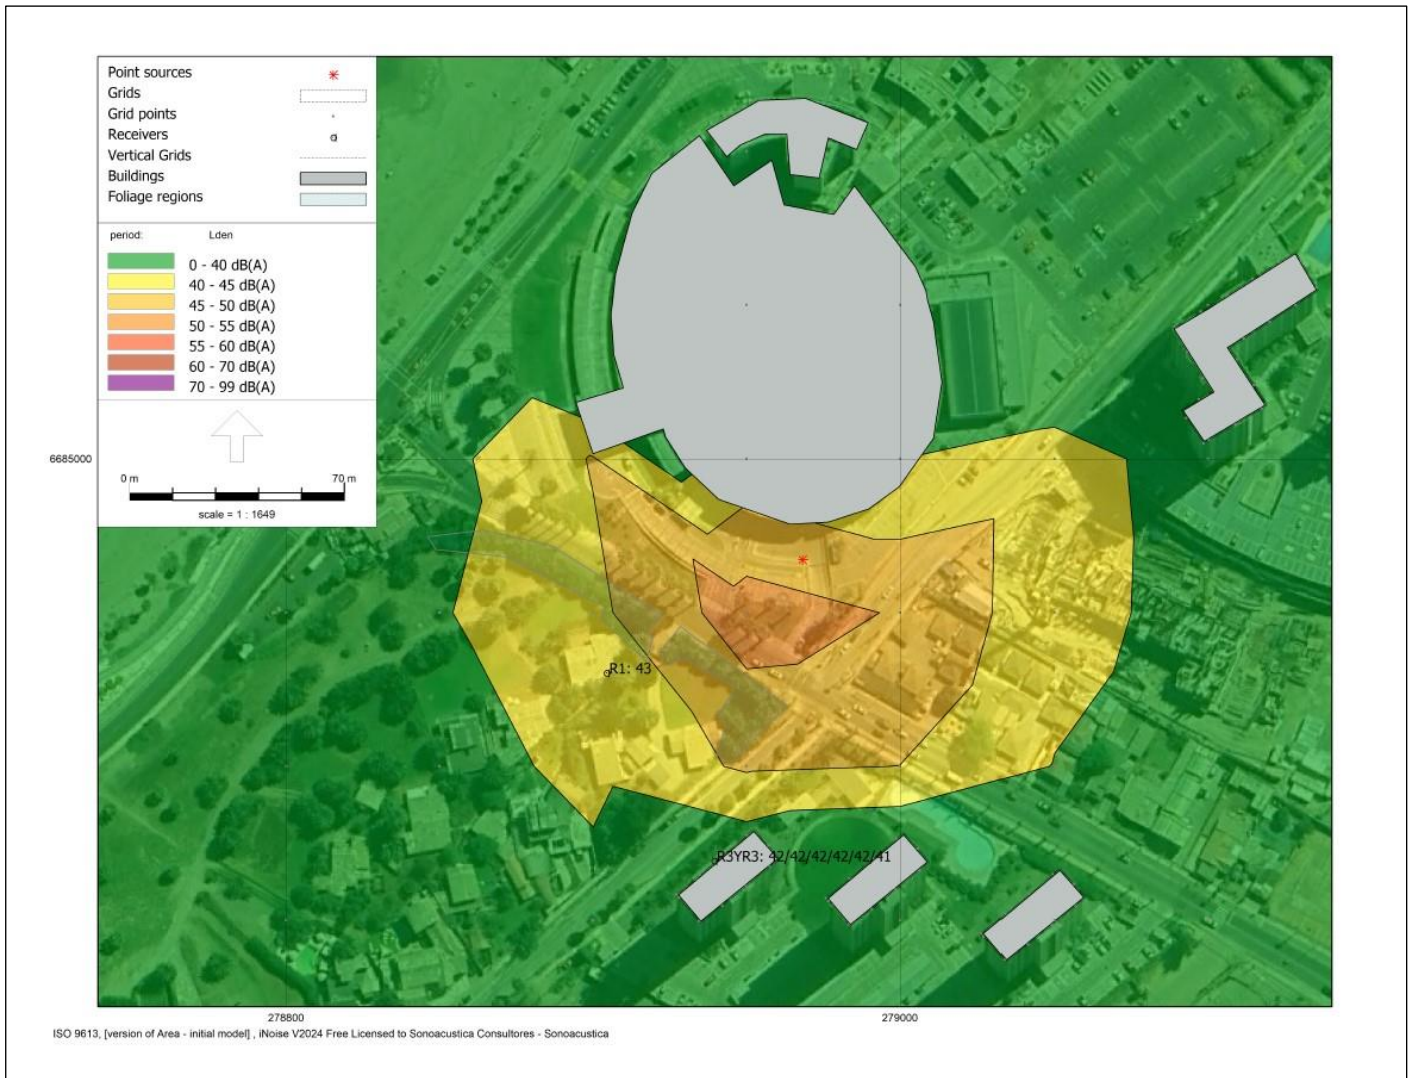 Point sources
Grids
Grid points
Receivers
Vertical Grids
Buildings
Foliage regions
period: Lden
0 - 40 dB(A)
40 - 45 dB(A)
45 - 50 dB(A)
50 - 55 dB(A)
55 - 60 dB(A)
60 - 70 dB(A)
70 - 99 dB(A)
6685000
0 m 70 m
scale = 1 : 1649
R1: 43
R3YR3: 42/42/42/42/42/41
278800 279000
ISO 9613, [version of Area - initial model] , iNoise V2024 Free Licensed to Sonoacustica Consultores - Sonoacustica